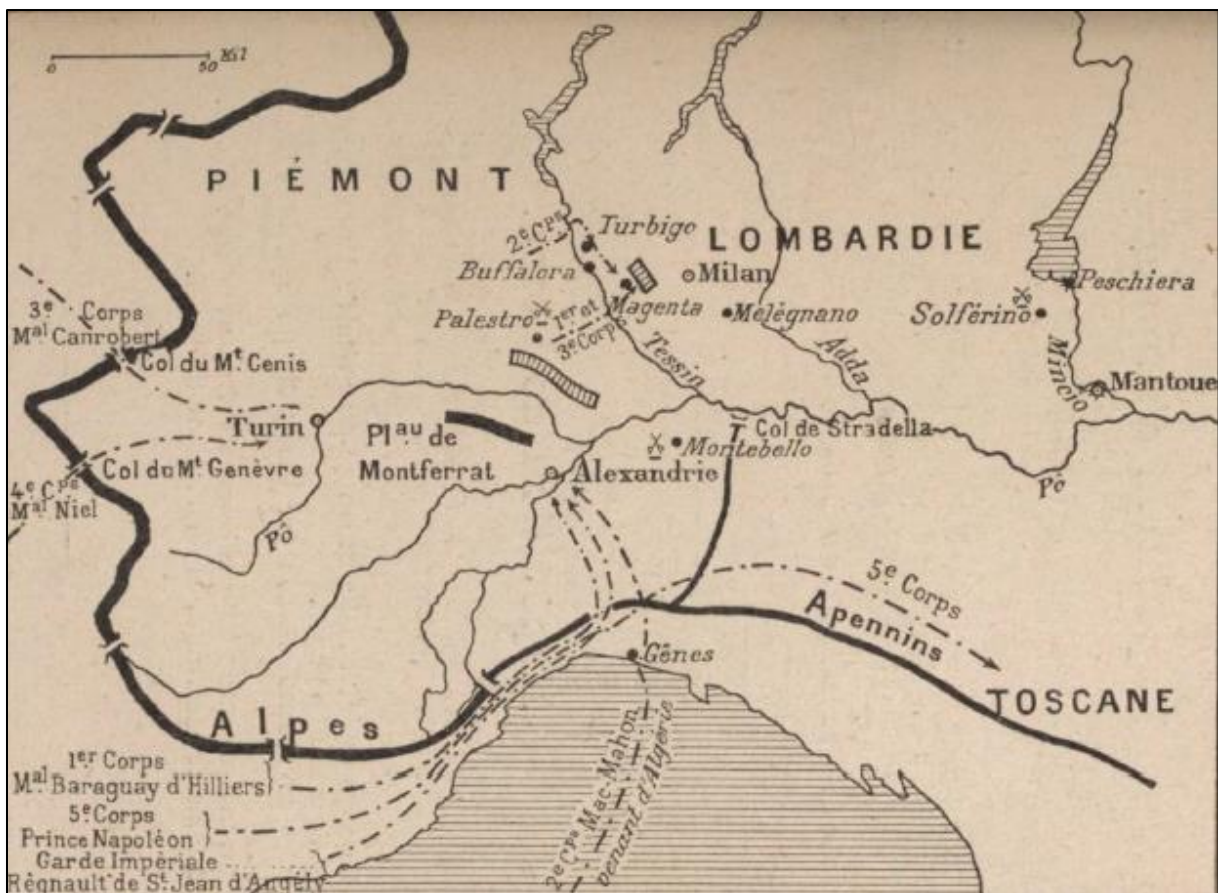 0 50 Kil
PIÉMONT
LOMBARDIE
2e Cps
Turbigo
Buffalora
Milan
Magenta
Mélégnano
Palestro
1er et
3e Corps
Tessin
Adda
Solférino
Peschiera
Mincio
Mantoue
3e Corps
Mal Canrobert
Col du Mt Cenis
Turin
Plau de
Montferrat
Col du Mt Genèvre
4e Cps
Mal Niel
Alexandrie
Montebello
Col de Stradella
Pô
Pô
5e Corps
Apennins
Gênes
TOSCANE
Alpes
1er Corps
Mal Baraguay d'Hilliers
5e Corps
Prince Napoléon
Garde Impériale
Régnault de St Jean d'Angély
2e Cps Mac-Mahon
venant d'Algérie